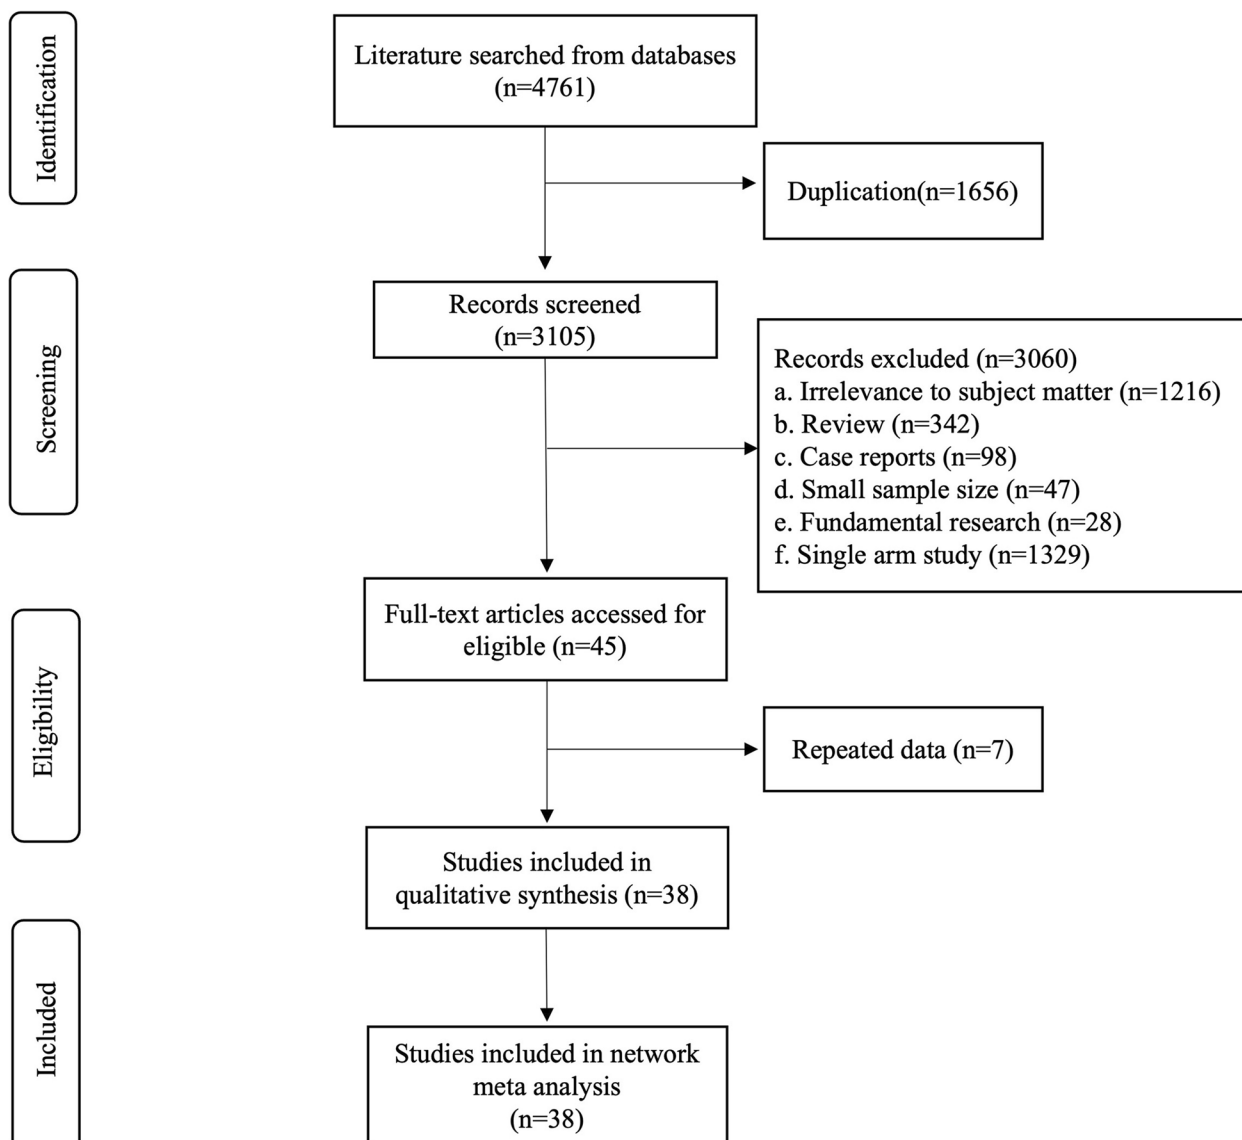 Identification
Literature searched from databases
(n=4761)
Duplication(n=1656)
Screening
Records screened
(n=3105)
Records excluded (n=3060)
a. Irrelevance to subject matter (n=1216)
b. Review (n=342)
c. Case reports (n=98)
d. Small sample size (n=47)
e. Fundamental research (n=28)
f. Single arm study (n=1329)
Eligibility
Full-text articles accessed for
eligible (n=45)
Repeated data (n=7)
Studies included in
qualitative synthesis (n=38)
Included
Studies included in network
meta analysis
(n=38)